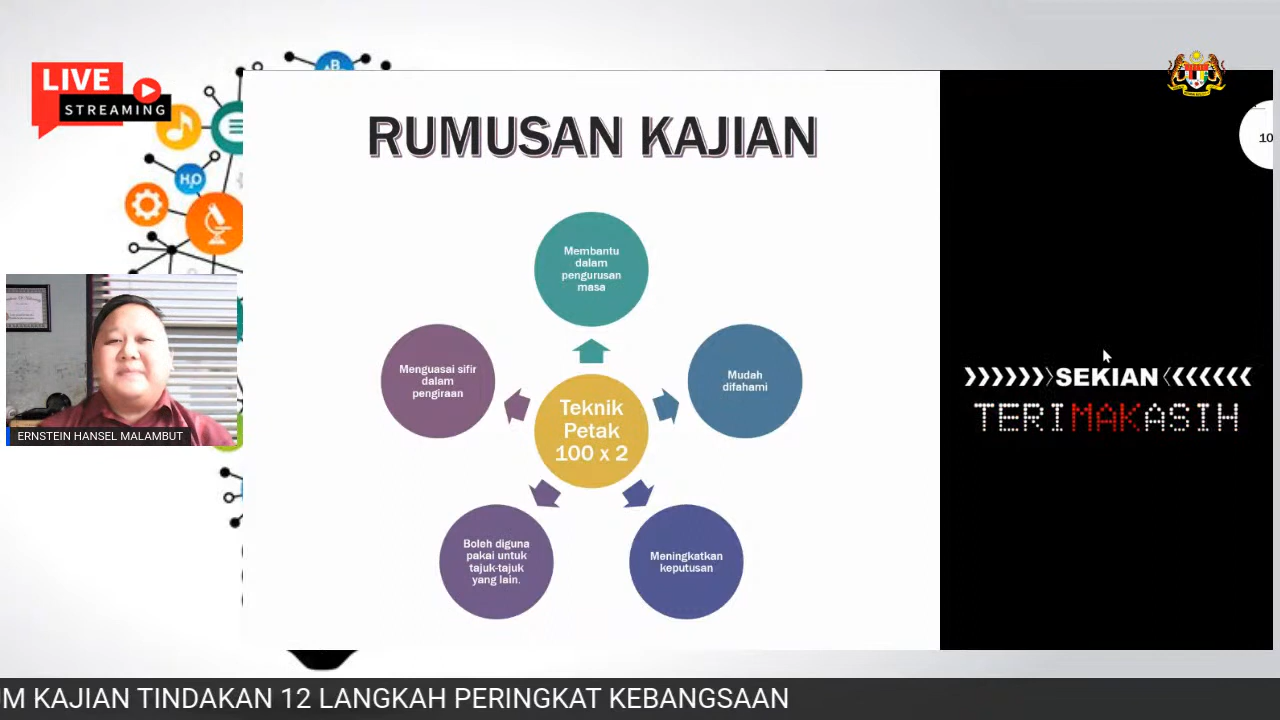 LIVE
STREAMING
B
H₂O
RUMUSAN KAJIAN
Membantu
dalam
pengurusan
masa
Menguasai sifir
dalam
pengiraan
Mudah
difahami
Teknik
Petak
100 x 2
Boleh diguna
pakai untuk
tajuk-tajuk
yang lain.
Meningkatkan
keputusan
10
SEKIAN
TERIMAKASIH
ERNSTEIN HANSEL MALAMBUT
UM KAJIAN TINDAKAN 12 LANGKAH PERINGKAT KEBANGSAAN